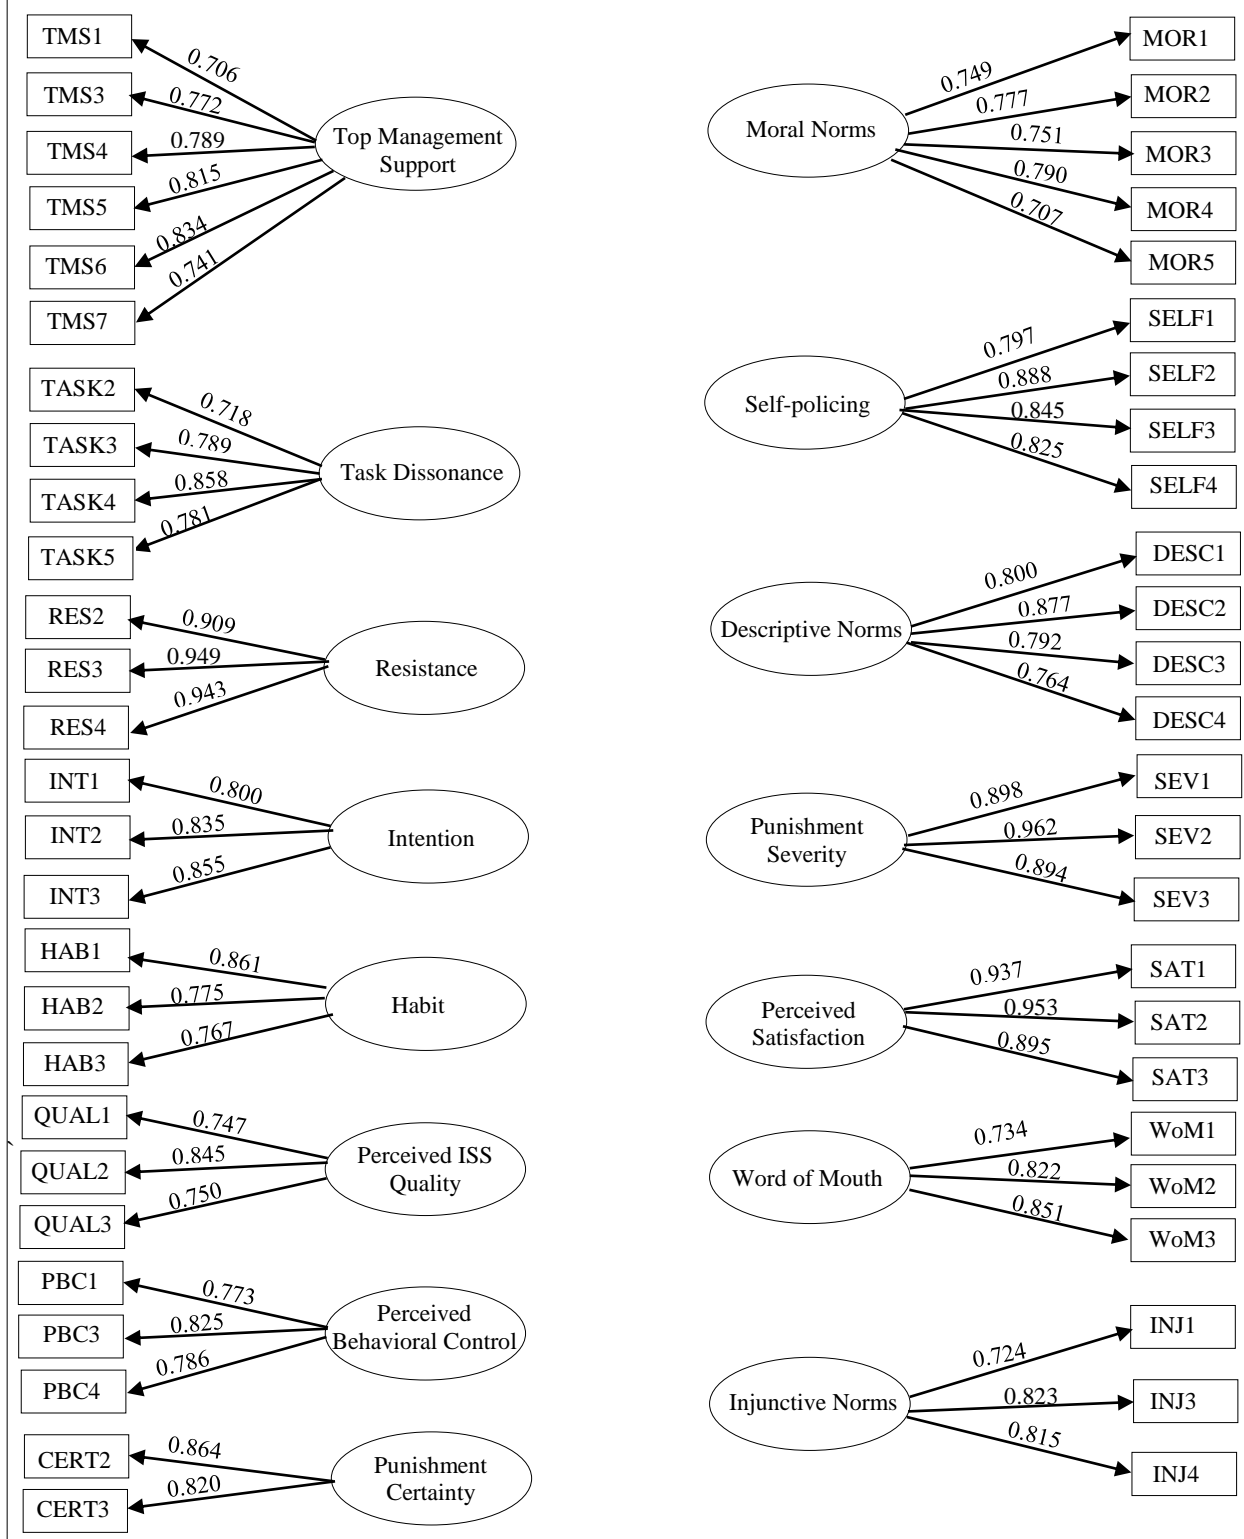 TMS1
0.706
TMS3
0.772
TMS4
0.789
TMS5
0.815
TMS6
0.834
TMS7
0.741
Top Management
Support
TASK2
0.718
TASK3
0.789
TASK4
0.858
TASK5
0.781
Task Dissonance
RES2
0.909
RES3
0.949
RES4
0.943
Resistance
INT1
0.800
INT2
0.835
INT3
0.855
Intention
HAB1
0.861
HAB2
0.775
HAB3
0.767
Habit
QUAL1
0.747
QUAL2
0.845
QUAL3
0.750
Perceived ISS
Quality
PBC1
0.773
PBC3
0.825
PBC4
0.786
Perceived
Behavioral Control
CERT2
0.864
CERT3
0.820
Punishment
Certainty
Moral Norms
0.749
MOR1
0.777
MOR2
0.751
MOR3
0.790
MOR4
0.707
MOR5
Self-policing
0.797
SELF1
0.888
SELF2
0.845
SELF3
0.825
SELF4
Descriptive Norms
0.800
DESC1
0.877
DESC2
0.792
DESC3
0.764
DESC4
Punishment
Severity
0.898
SEV1
0.962
SEV2
0.894
SEV3
Perceived
Satisfaction
0.937
SAT1
0.953
SAT2
0.895
SAT3
Word of Mouth
0.734
WoM1
0.822
WoM2
0.851
WoM3
Injunctive Norms
0.724
INJ1
0.823
INJ3
0.815
INJ4